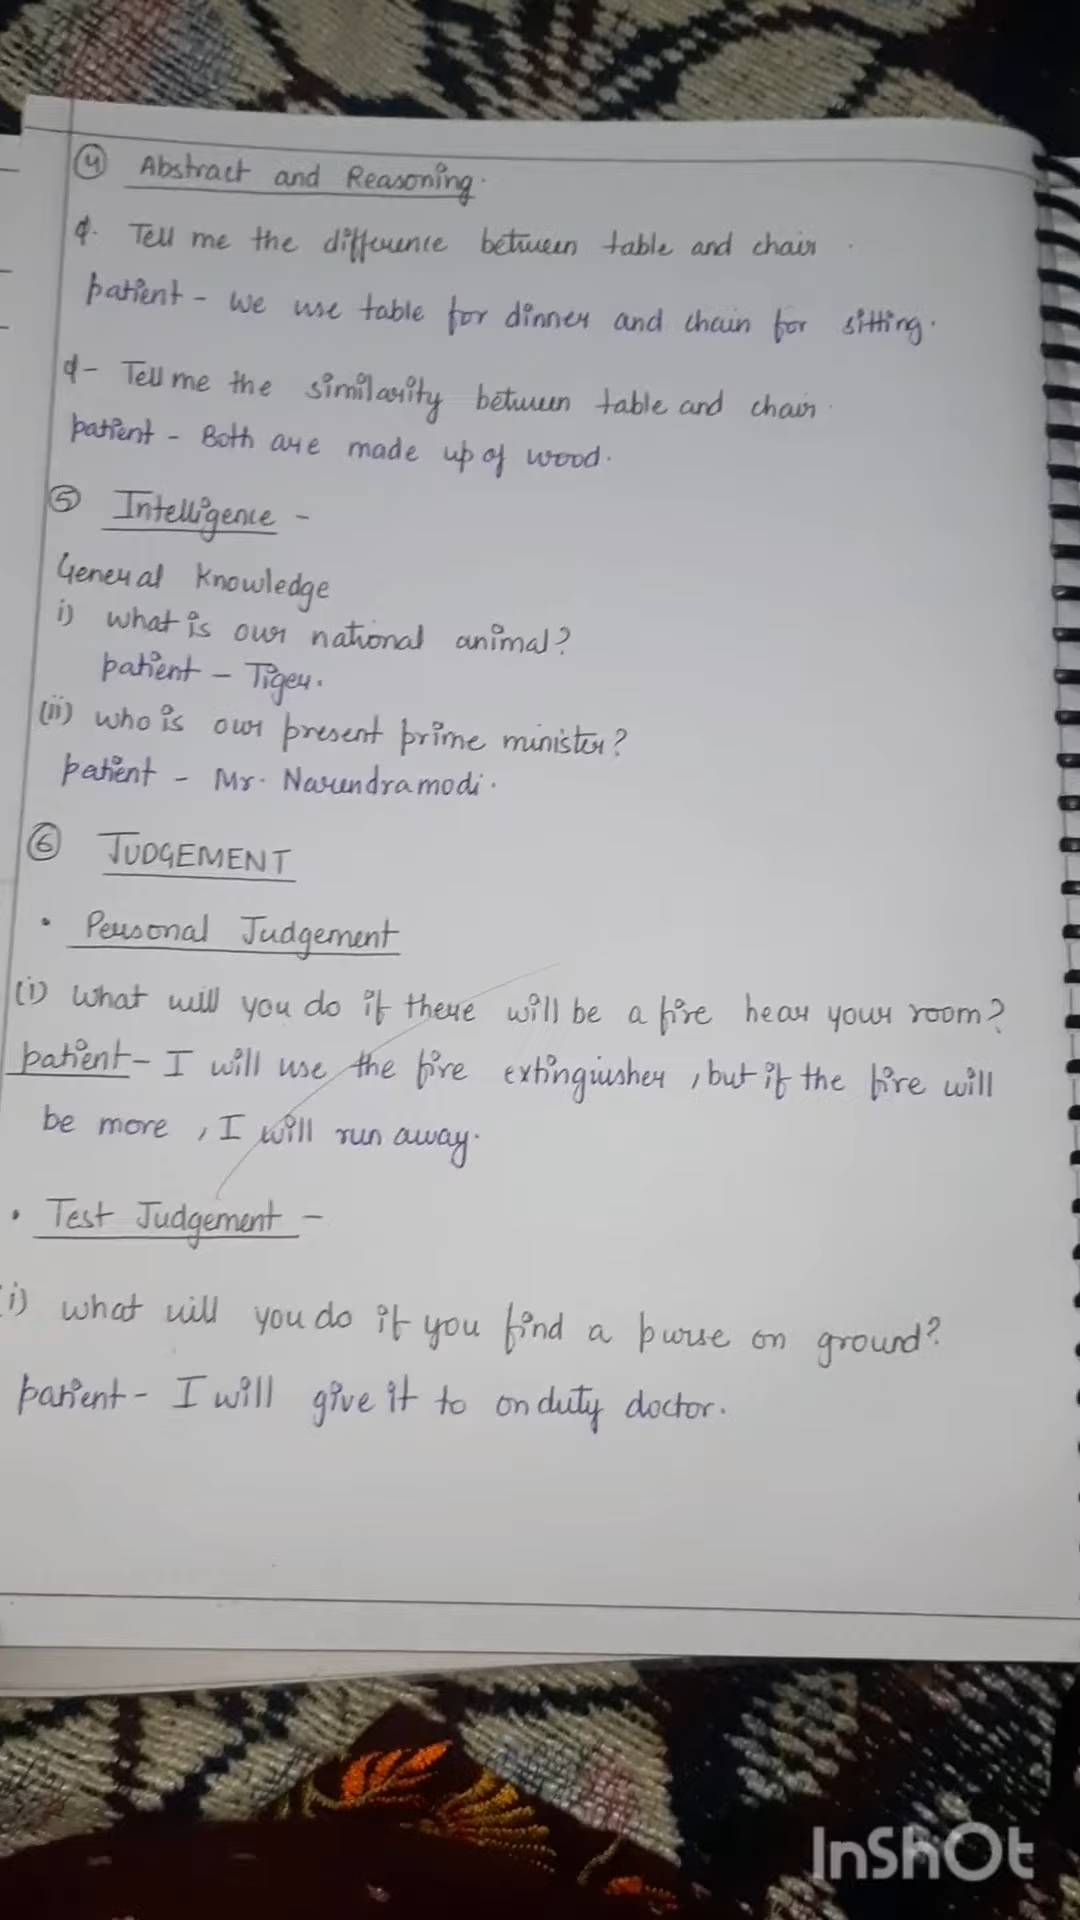 ④ Abstract and Reasoning.
Q. Tell me the difference between table and chair.
patient - We use table for dinner and chair for sitting.
Q- Tell me the similarity between table and chair.
patient - Both are made up of wood.
⑤ Intelligence -
General Knowledge
i) what is our national animal?
patient - Tiger.
(ii) who is our present prime minister?
patient - Mr. Narendra modi.
⑥ JUDGEMENT
• Personal Judgement
(i) what will you do if there will be a fire near your room?
patient - I will use the fire extinguisher, but if the fire will
be more, I will run away.
• Test Judgement -
(i) what will you do if you find a purse on ground?
patient - I will give it to on duty doctor.
InShOt